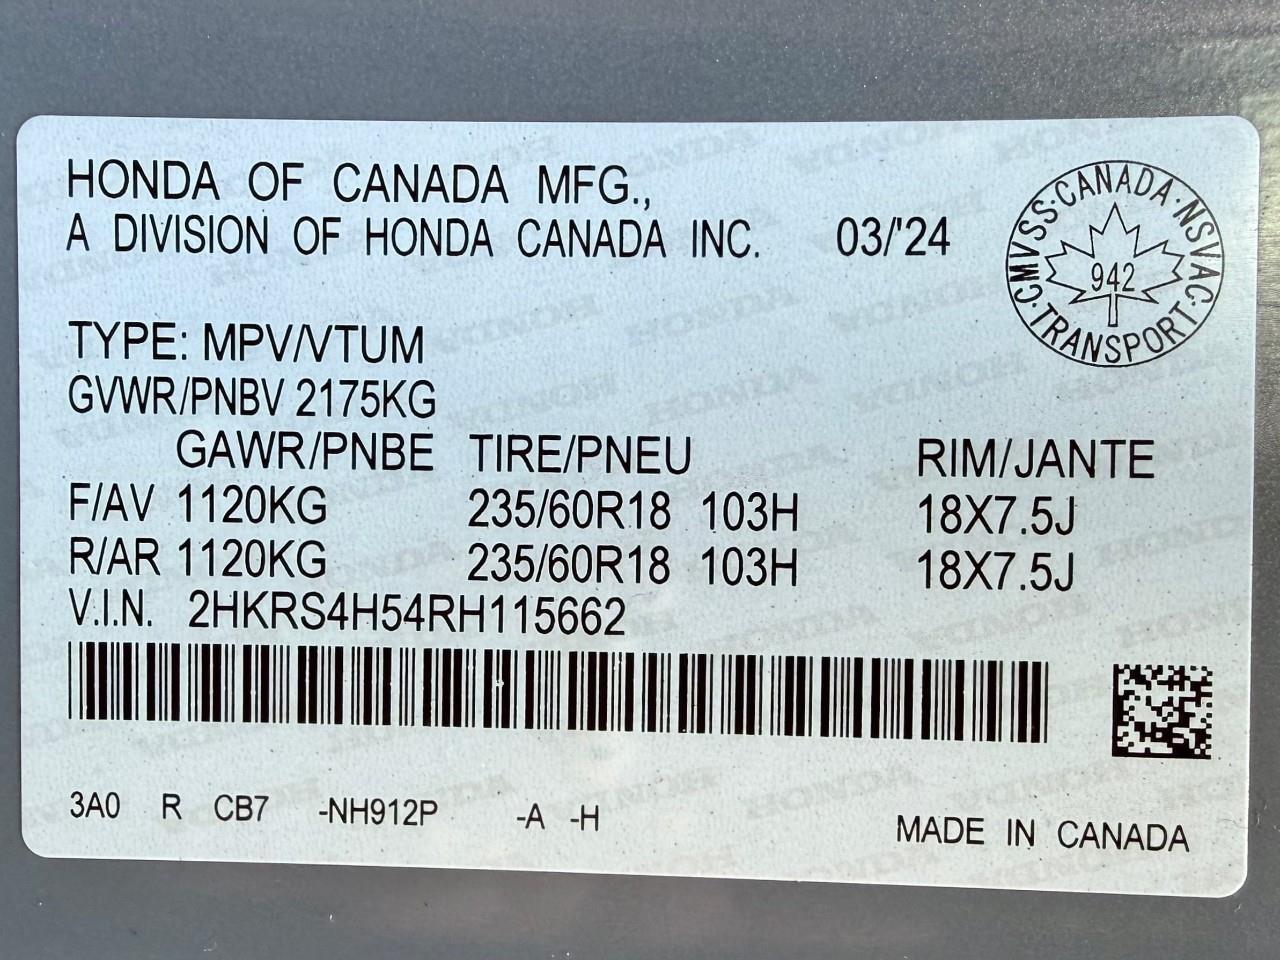 HONDA OF CANADA MFG.,
A DIVISION OF HONDA CANADA INC. 03/'24
CMVSS·CANADA·NSVAC·TRANSPORT·
942
TYPE: MPV/VTUM
GVWR/PNBV 2175KG
GAWR/PNBE TIRE/PNEU RIM/JANTE
F/AV 1120KG 235/60R18 103H 18X7.5J
R/AR 1120KG 235/60R18 103H 18X7.5J
V.I.N. 2HKRS4H54RH115662
3A0 R CB7 -NH912P -A -H
MADE IN CANADA